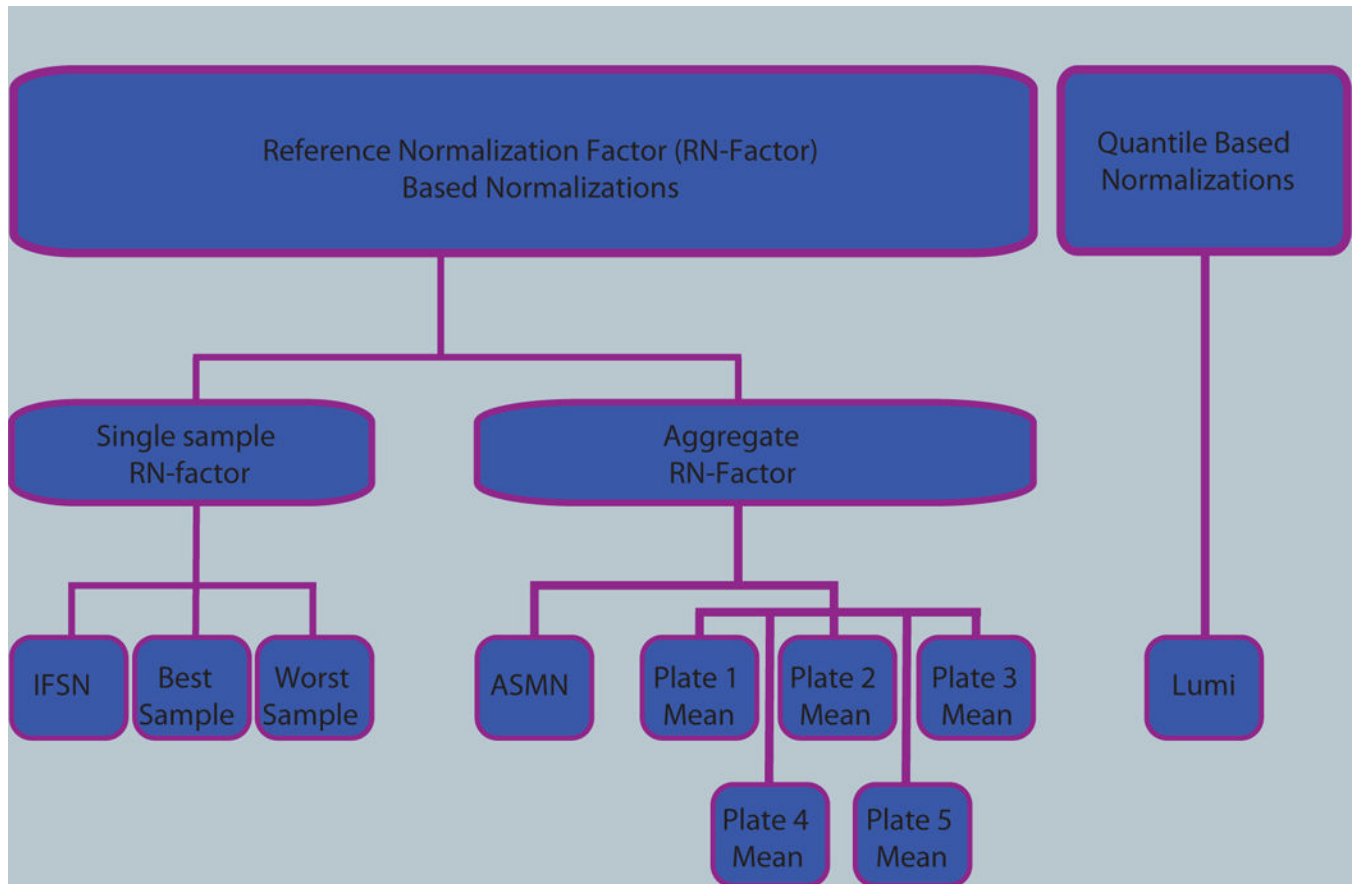 Reference Normalization Factor (RN-Factor)
Based Normalizations
Quantile Based
Normalizations
Single sample
RN-factor
Aggregate
RN-Factor
IFSN
Best
Sample
Worst
Sample
ASMN
Plate 1
Mean
Plate 2
Mean
Plate 3
Mean
Lumi
Plate 4
Mean
Plate 5
Mean